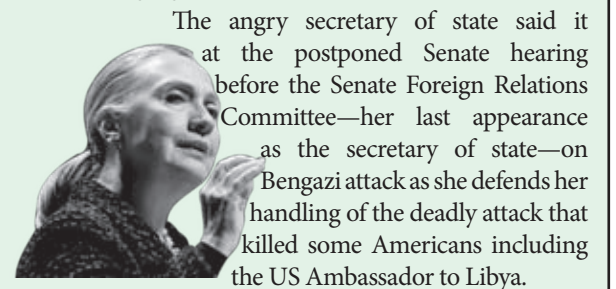 The angry secretary of state said it
at the postponed Senate hearing
before the Senate Foreign Relations
Committee—her last appearance
as the secretary of state—on
Bengazi attack as she defends her
handling of the deadly attack that
killed some Americans including
the US Ambassador to Libya.